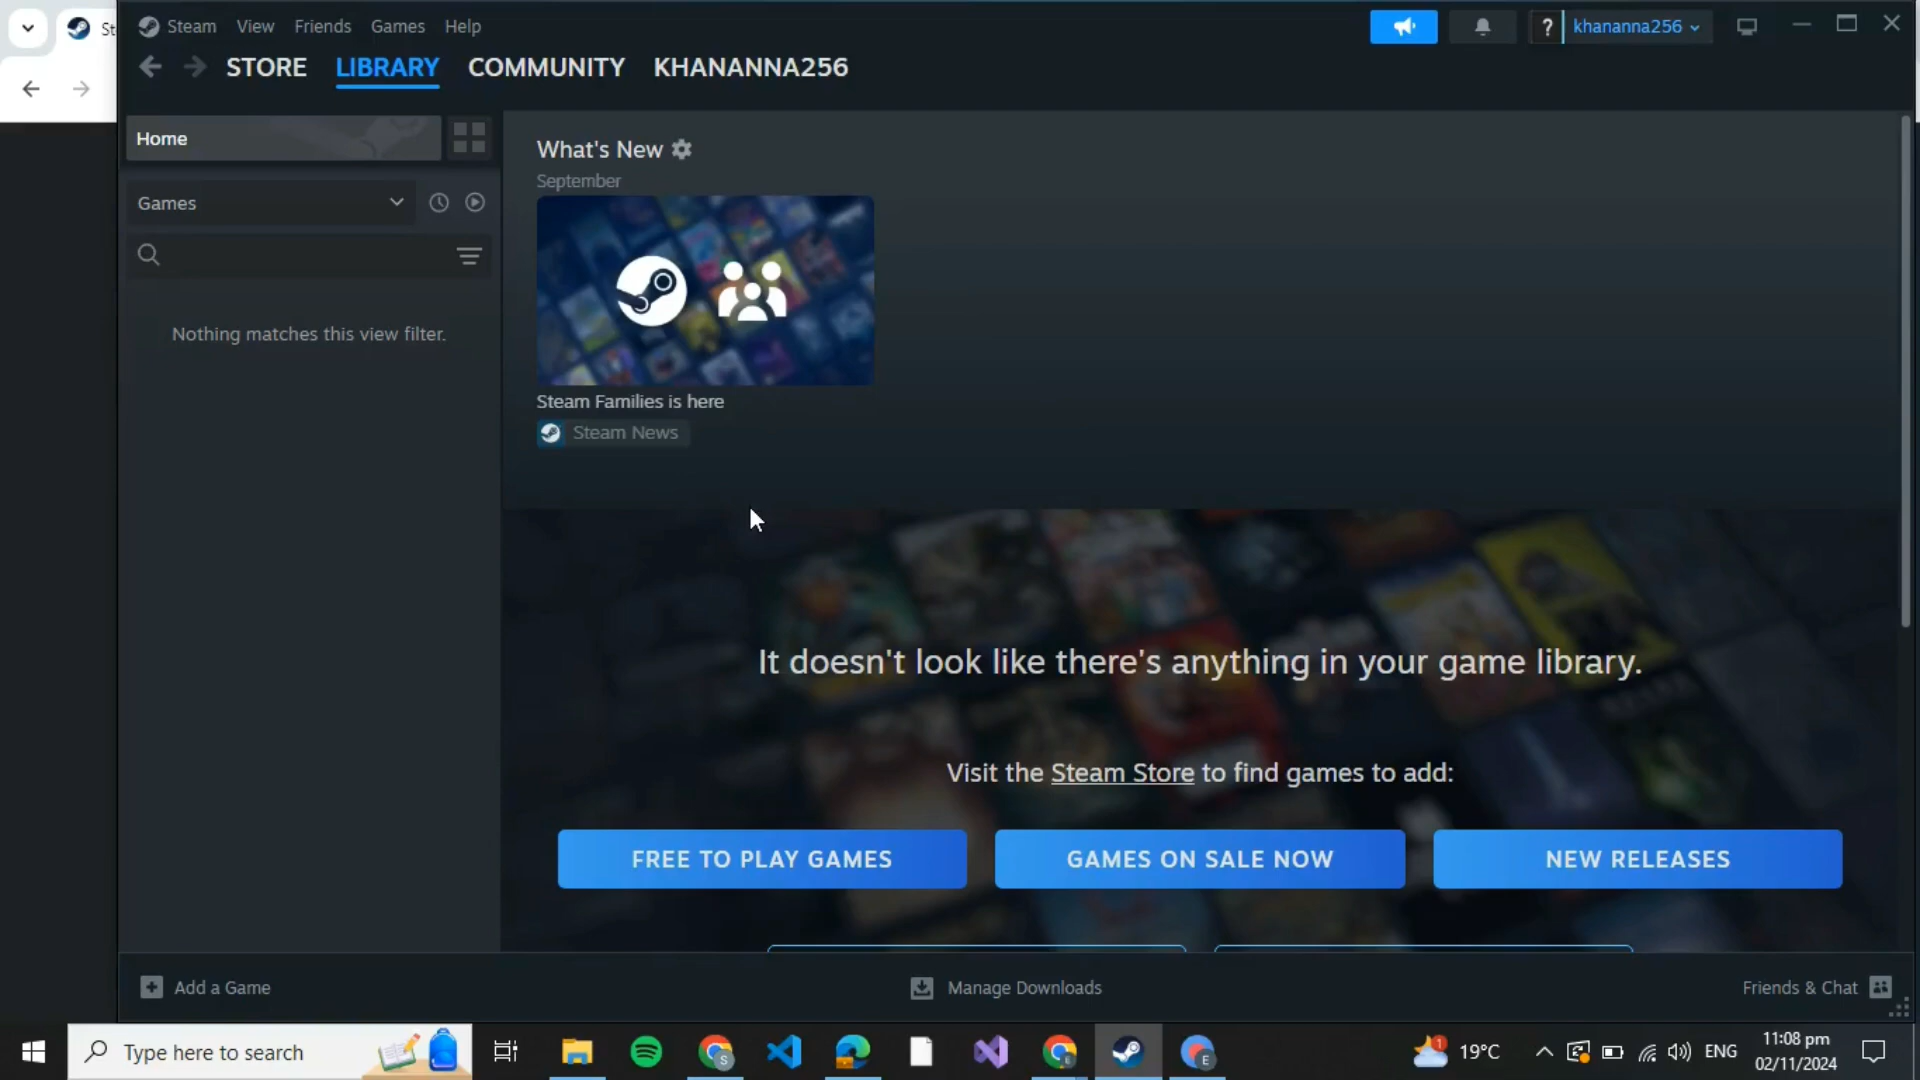 St
Steam View Friends Games Help
? khananna256
STORE LIBRARY COMMUNITY KHANANNA256
Home
What's New
September
Games
Nothing matches this view filter.
Steam Families is here
Steam News
It doesn't look like there's anything in your game library.
Visit the Steam Store to find games to add:
FREE TO PLAY GAMES GAMES ON SALE NOW NEW RELEASES
Add a Game Manage Downloads Friends & Chat
Type here to search S E 1 19°C ENG 11:08 pm
02/11/2024